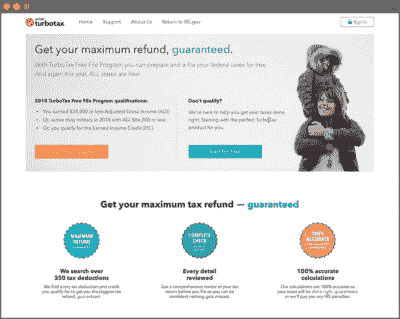 turbotax.
Home Support About Us Return to IRS.gov
Sign In
Get your maximum refund, guaranteed.
With TurboTax Free File Program you can prepare and e-file your federal taxes for free.
And again this year, ALL states are free!
2018 TurboTax Free File Program qualifications:
• You earned $34,000 or less Adjusted Gross Income (AGI)
• Or, active duty military in 2018 with AGI $66,000 or less
• Or, you qualify for the Earned Income Credit (EIC)
Don't qualify?
We're here to help you get your taxes done
right. Starting with the perfect TurboTax
product for you.
Get your maximum tax refund — guaranteed
MAXIMUM
REFUND
COMPLETE
CHECK
100%
ACCURATE
We search over
350 tax deductions
We find every tax deduction and credit
you qualify for to get you the biggest tax
refund, guaranteed.
Every detail
reviewed
Get a comprehensive review of your tax
return before you file so you can be
confident nothing gets missed.
100% accurate
calculations
Our calculations are 100% accurate so
your taxes will be done right, guaranteed,
or we'll pay you any IRS penalties.